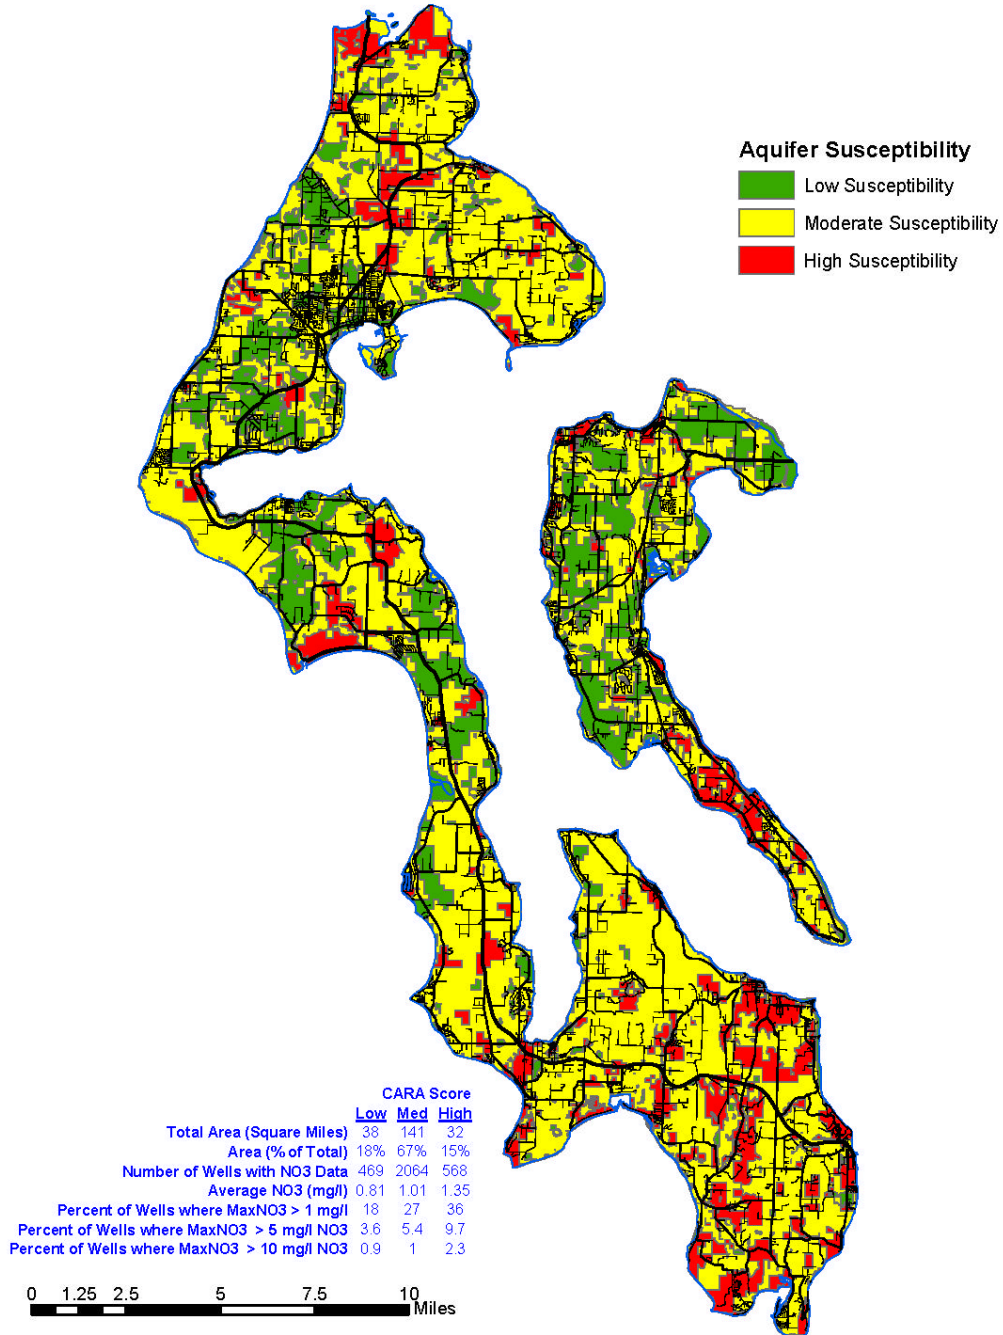 Aquifer Susceptibility
Low Susceptibility
Moderate Susceptibility
High Susceptibility
CARA Score
Low Med High
Total Area (Square Miles) 38 141 32
Area (% of Total) 18% 67% 15%
Number of Wells with NO3 Data 469 2064 568
Average NO3 (mg/l) 0.81 1.01 1.35
Percent of Wells where MaxNO3 > 1 mg/l 18 27 36
Percent of Wells where MaxNO3 > 5 mg/l NO3 3.6 5.4 9.7
Percent of Wells where MaxNO3 > 10 mg/l NO3 0.9 1 2.3
0 1.25 2.5 5 7.5 10
Miles